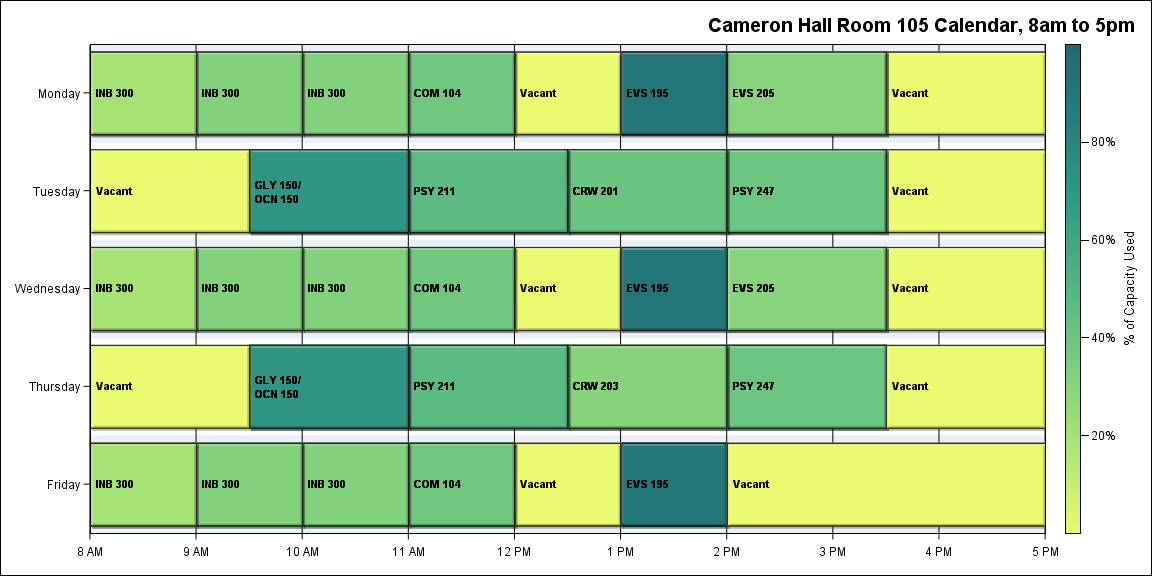 Cameron Hall Room 105 Calendar, 8am to 5pm
Monday
INB 300
INB 300
INB 300
COM 104
Vacant
EVS 195
EVS 205
Vacant
Tuesday
Vacant
GLY 150/
OCN 150
PSY 211
CRW 201
PSY 247
Vacant
Wednesday
INB 300
INB 300
INB 300
COM 104
Vacant
EVS 195
EVS 205
Vacant
Thursday
Vacant
GLY 150/
OCN 150
PSY 211
CRW 203
PSY 247
Vacant
Friday
INB 300
INB 300
INB 300
COM 104
Vacant
EVS 195
Vacant
8 AM
9 AM
10 AM
11 AM
12 PM
1 PM
2 PM
3 PM
4 PM
5 PM
80%
60%
40%
20%
% of Capacity Used